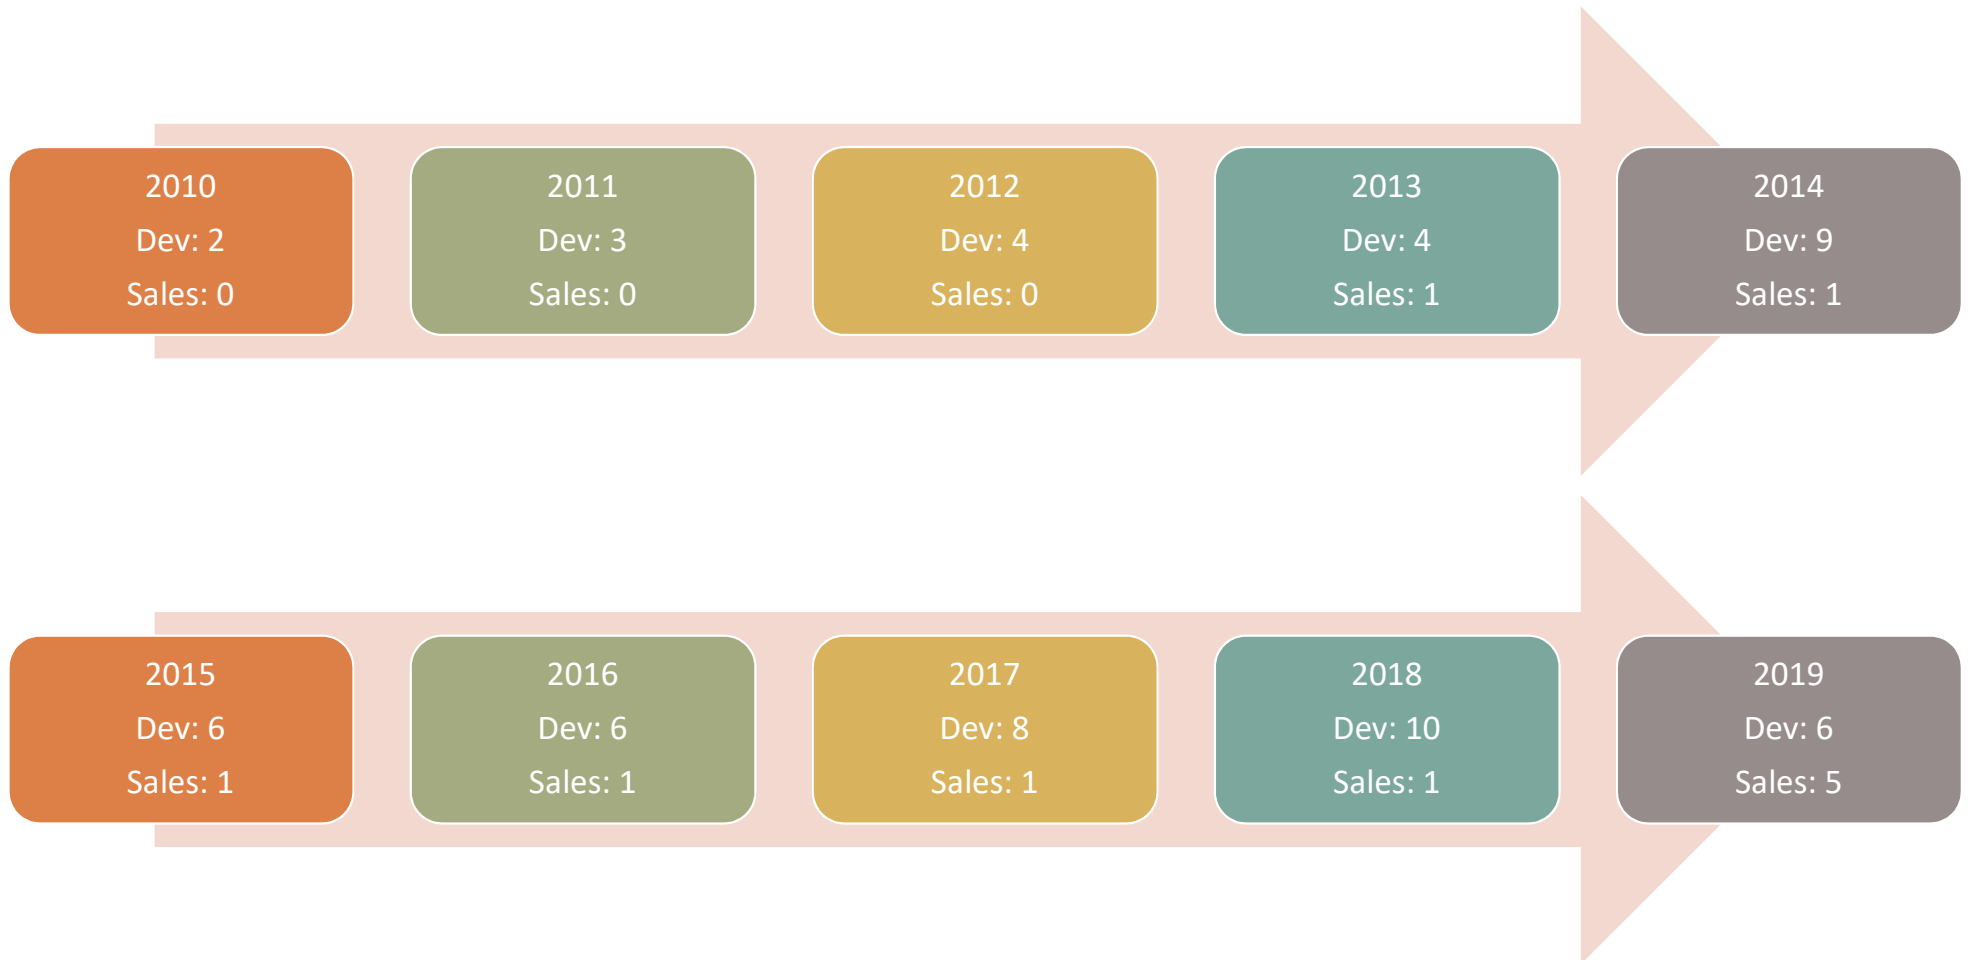 2010
Dev: 2
Sales: 0
2011
Dev: 3
Sales: 0
2012
Dev: 4
Sales: 0
2013
Dev: 4
Sales: 1
2014
Dev: 9
Sales: 1
2015
Dev: 6
Sales: 1
2016
Dev: 6
Sales: 1
2017
Dev: 8
Sales: 1
2018
Dev: 10
Sales: 1
2019
Dev: 6
Sales: 5